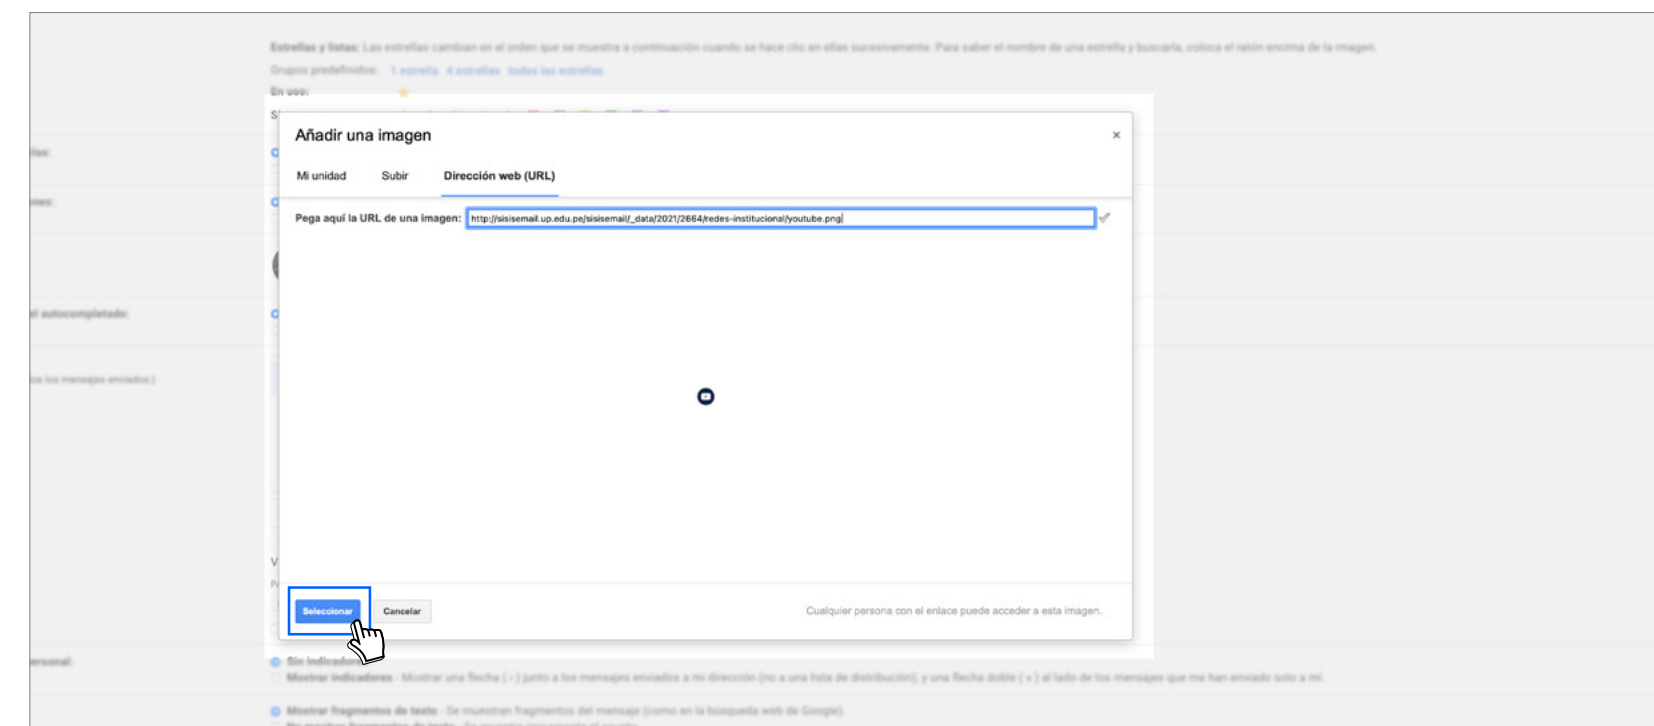 Estrellas y listas: Las estrellas cambian en el orden que se muestra a continuación cuando se hace clic en ellas sucesivamente. Para saber el nombre de una estrella y buscarla, coloca el ratón encima de la imagen.
Grupos predefinidos: 1 estrella 4 estrellas todas las estrellas
En uso:
Añadir una imagen ×
Mi unidad Subir Dirección web (URL)
Pega aquí la URL de una imagen: http://sisisemail.up.edu.pe/sisisemail/_data/2021/2664/redes-institucional/youtube.png
el autocompletado:
los los mensajes enviados.)
Seleccionar Cancelar Cualquier persona con el enlace puede acceder a esta imagen.
personal: Sin indicadores
Mostrar indicadores - Mostrar una flecha ( › ) junto a los mensajes enviados a mi dirección (no a una lista de distribución), y una flecha doble ( » ) al lado de los mensajes que me han enviado solo a mí.
Mostrar fragmentos de texto - Se muestran fragmentos del mensaje (como en la búsqueda web de Google).